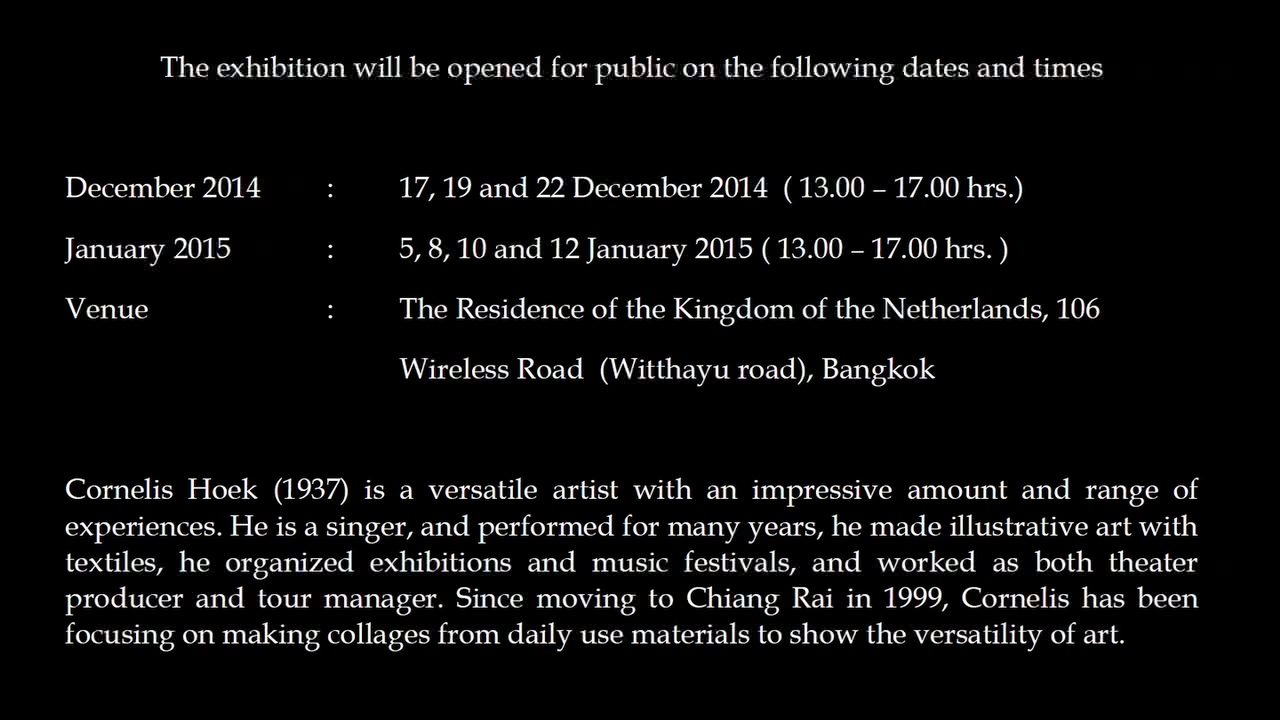 The exhibition will be opened for public on the following dates and times
December 2014 : 17, 19 and 22 December 2014 ( 13.00 – 17.00 hrs.)
January 2015 : 5, 8, 10 and 12 January 2015 ( 13.00 – 17.00 hrs. )
Venue : The Residence of the Kingdom of the Netherlands, 106
Wireless Road (Witthayu road), Bangkok
Cornelis Hoek (1937) is a versatile artist with an impressive amount and range of
experiences. He is a singer, and performed for many years, he made illustrative art with
textiles, he organized exhibitions and music festivals, and worked as both theater
producer and tour manager. Since moving to Chiang Rai in 1999, Cornelis has been
focusing on making collages from daily use materials to show the versatility of art.